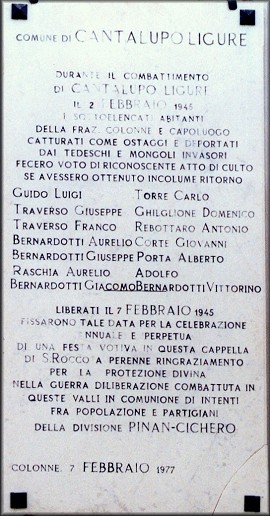 COMUNE DI CANTALUPO LIGURE
DURANTE IL COMBATTIMENTO
DI CANTALUPO LIGURE
IL 2 FEBBRAIO 1945
I SOTTOELENCATI ABITANTI
DELLA FRAZ. COLONNE E CAPOLUOGO
CATTURATI COME OSTAGGI E DEPORTATI
DAI TEDESCHI E MONGOLI INVASORI
FECERO VOTO DI RICONOSCENTE ATTO DI CULTO
SE AVESSERO OTTENUTO INCOLUME RITORNO
GUIDO LUIGI TORRE CARLO
TRAVERSO GIUSEPPE GHIGLIONE DOMENICO
TRAVERSO FRANCO REBOTTARO ANTONIO
BERNARDOTTI AURELIO CORTE GIOVANNI
BERNARDOTTI GIUSEPPE PORTA ALBERTO
RASCHIA AURELIO ADOLFO
BERNARDOTTI GIACOMO BERNARDOTTI VITTORINO
LIBERATI IL 7 FEBBRAIO 1945
FISSARONO TALE DATA PER LA CELEBRAZIONE
ANNUALE E PERPETUA
DI UNA FESTA VOTIVA IN QUESTA CAPPELLA
DI S.ROCCO A PERENNE RINGRAZIAMENTO
PER LA PROTEZIONE DIVINA
NELLA GUERRA DI LIBERAZIONE COMBATTUTA IN
QUESTE VALLI IN COMUNIONE DI INTENTI
FRA POPOLAZIONE E PARTIGIANI
DELLA DIVISIONE PINAN-CICHERO
COLONNE. 7 FEBBRAIO 1977